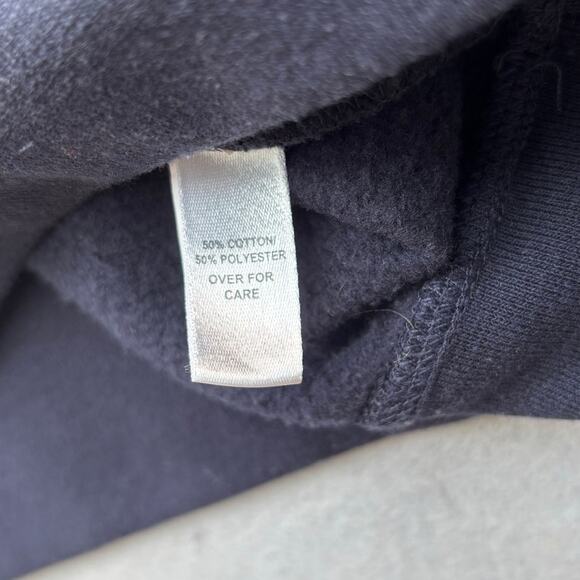 50% COTTON/
50% POLYESTER
OVER FOR
CARE